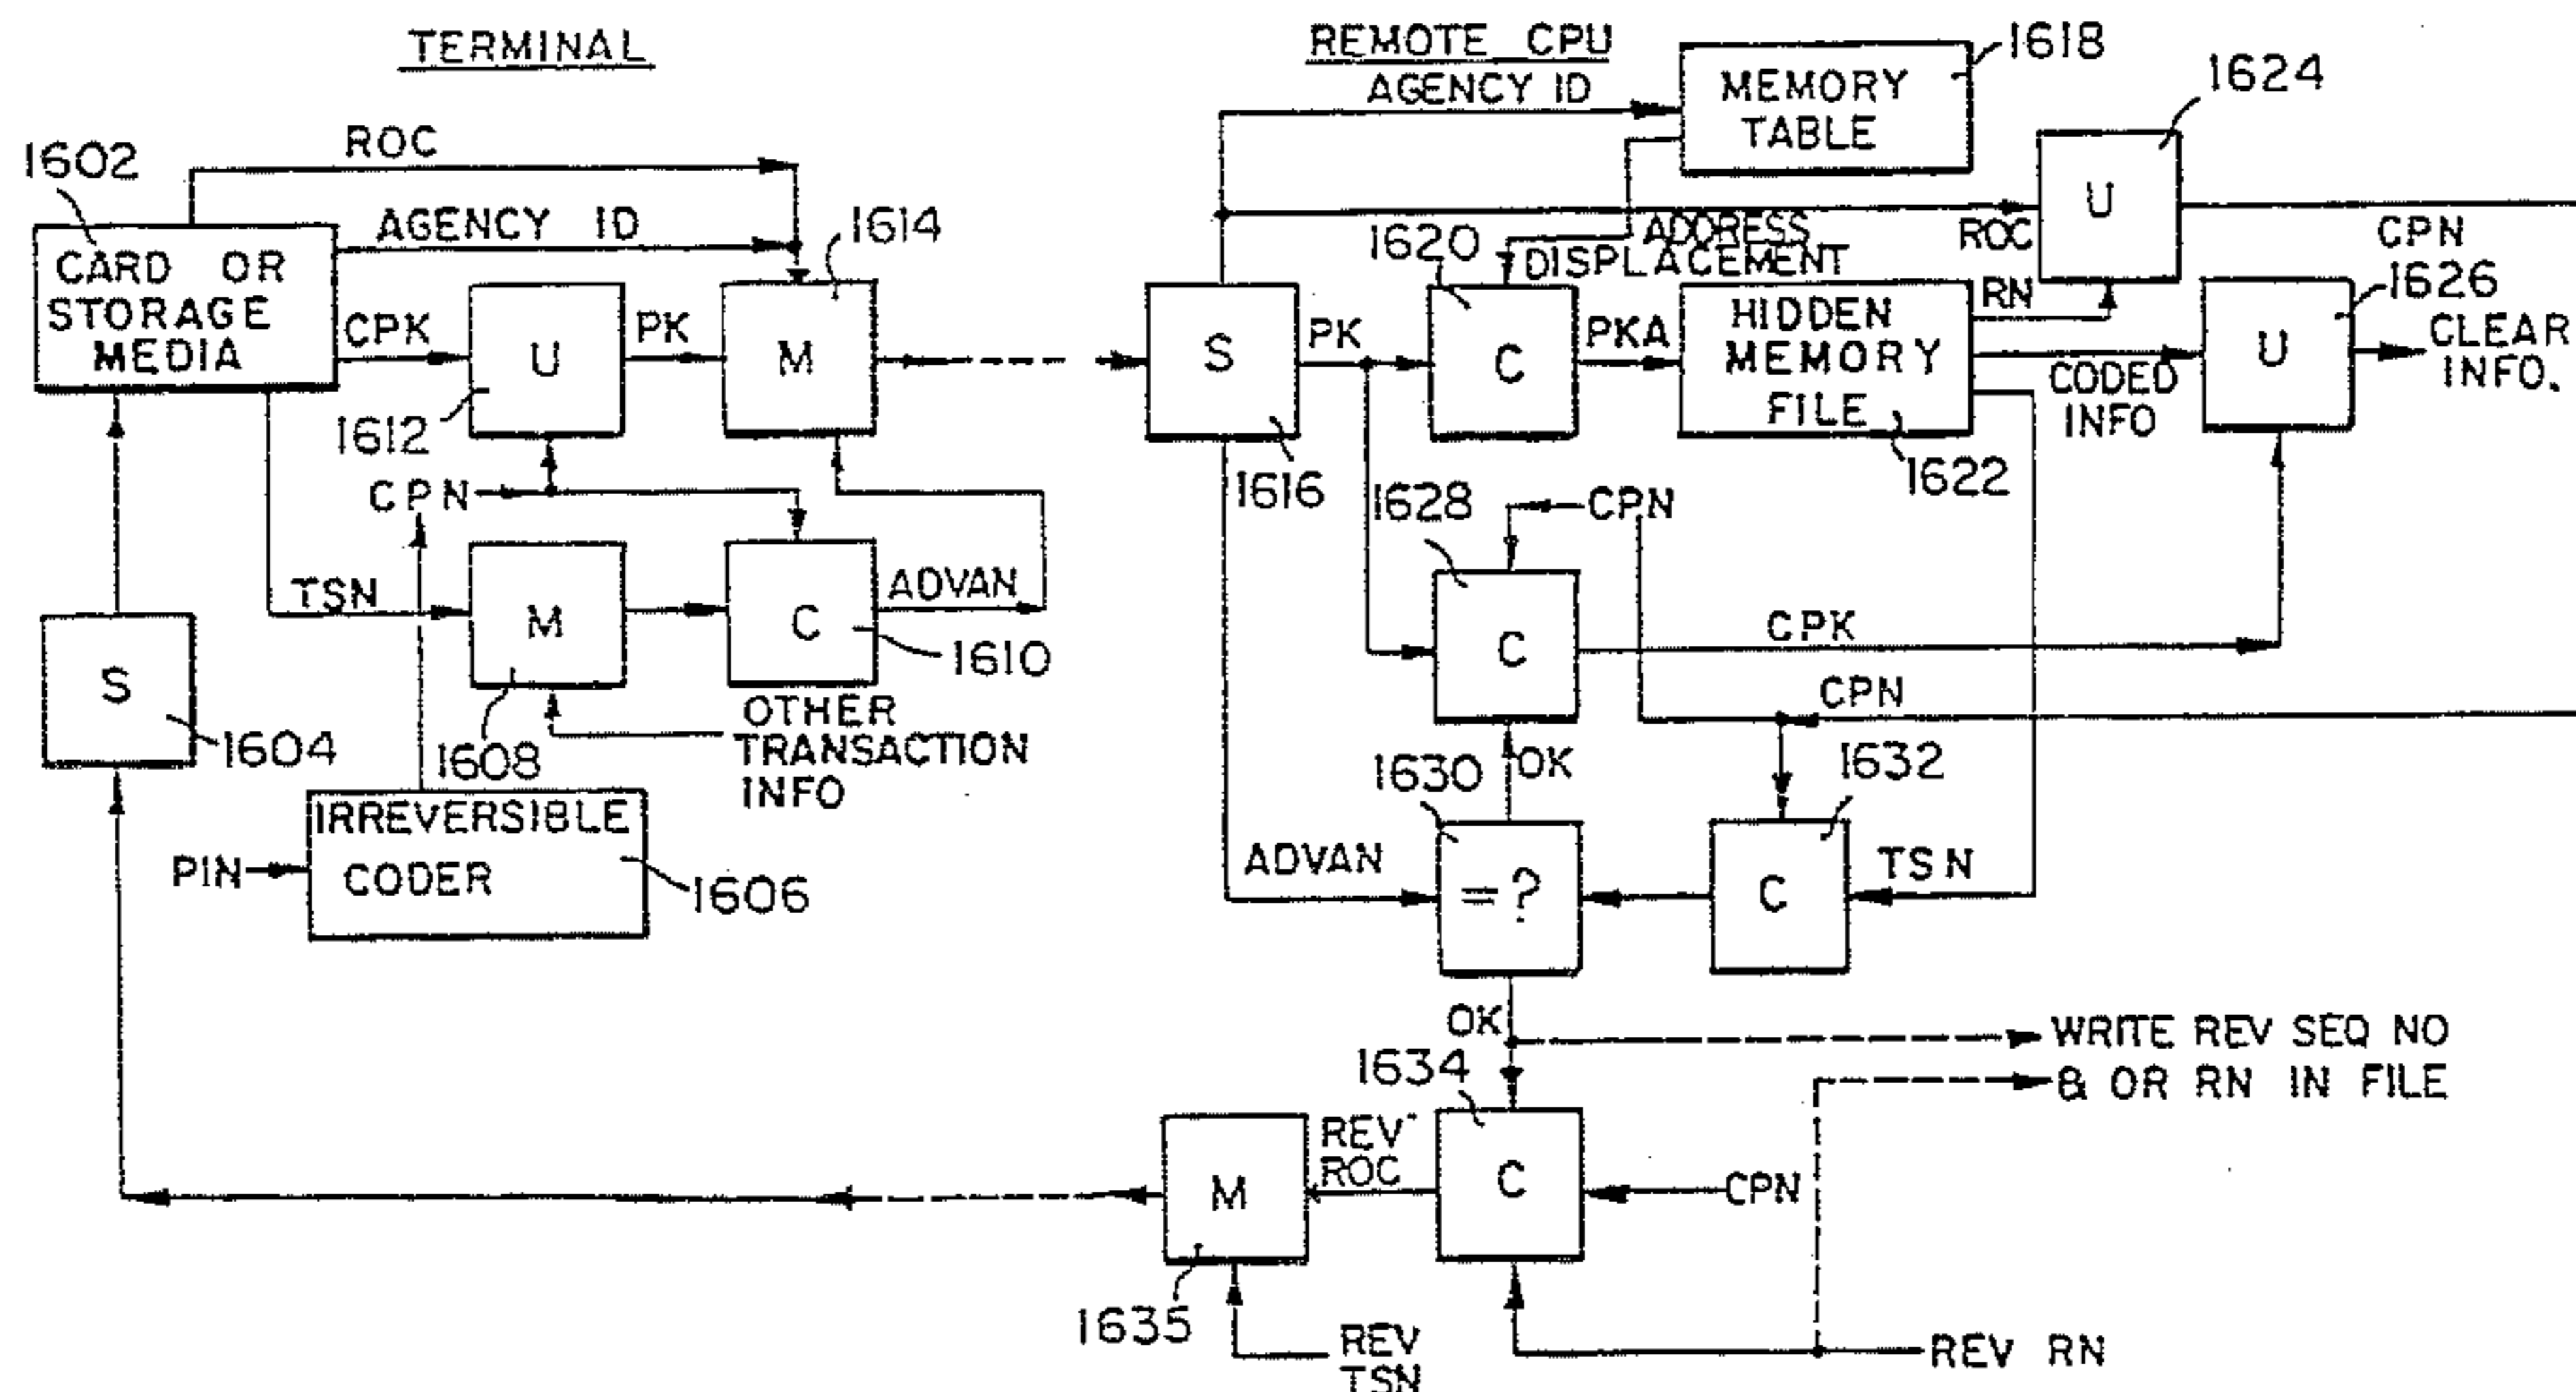 TERMINAL
REMOTE CPU
1602
ROC
AGENCY ID
CARD OR
STORAGE
MEDIA
CPK
U
1612
PK
M
1614
CPN
TSN
M
1608
C
1610
ADVAN
OTHER
TRANSACTION
INFO
S
1604
IRREVERSIBLE
CODER
1606
PIN
AGENCY ID
MEMORY
TABLE
1618
1624
U
ROC
CPN
ADDRESS
DISPLACEMENT
1620
S
1616
PK
C
PKA
HIDDEN
MEMORY
FILE
1622
RN
CODED
INFO
U
1626
CLEAR
INFO.
1628
CPN
C
CPK
CPN
OK
1630
ADVAN
=?
1632
C
TSN
OK
WRITE REV SEQ NO
& OR RN IN FILE
1634
C
REV
ROC
CPN
M
1635
REV
TSN
REV RN